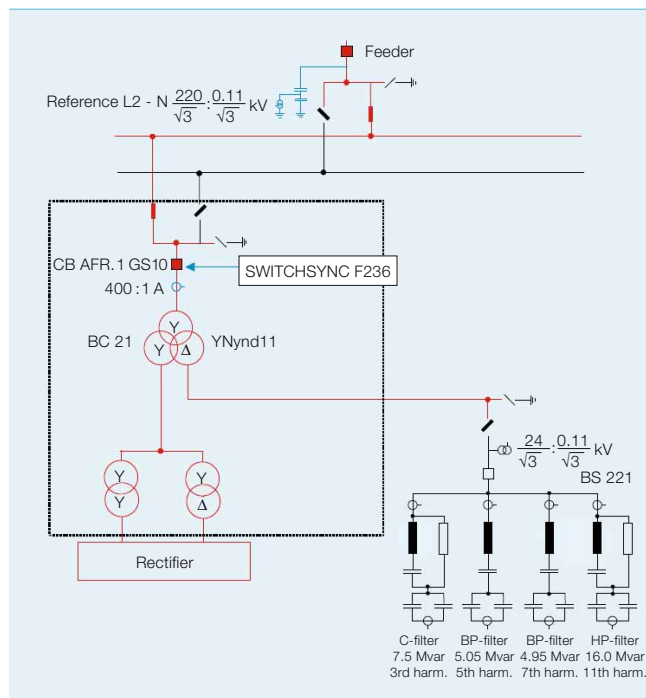 Feeder
Reference L2 - N 220/√3 : 0.11/√3 kV
CB AFR.1 GS10
SWITCHSYNC F236
400 : 1 A
Y
BC 21
Y
Δ
YNynd11
24/√3 : 0.11/√3 kV
BS 221
Y
Y
Y
Δ
Rectifier
C-filter
7.5 Mvar
3rd harm.
BP-filter
5.05 Mvar
5th harm.
BP-filter
4.95 Mvar
7th harm.
HP-filter
16.0 Mvar
11th harm.